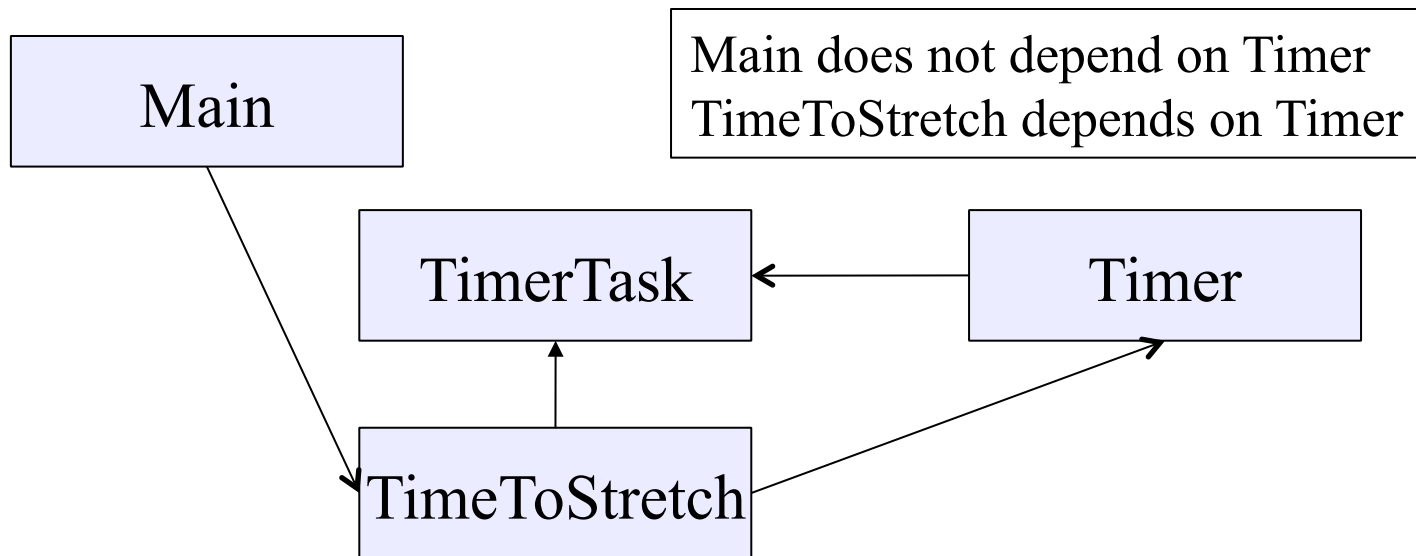 Main does not depend on Timer
TimeToStretch depends on Timer
Main
TimerTask
Timer
TimeToStretch